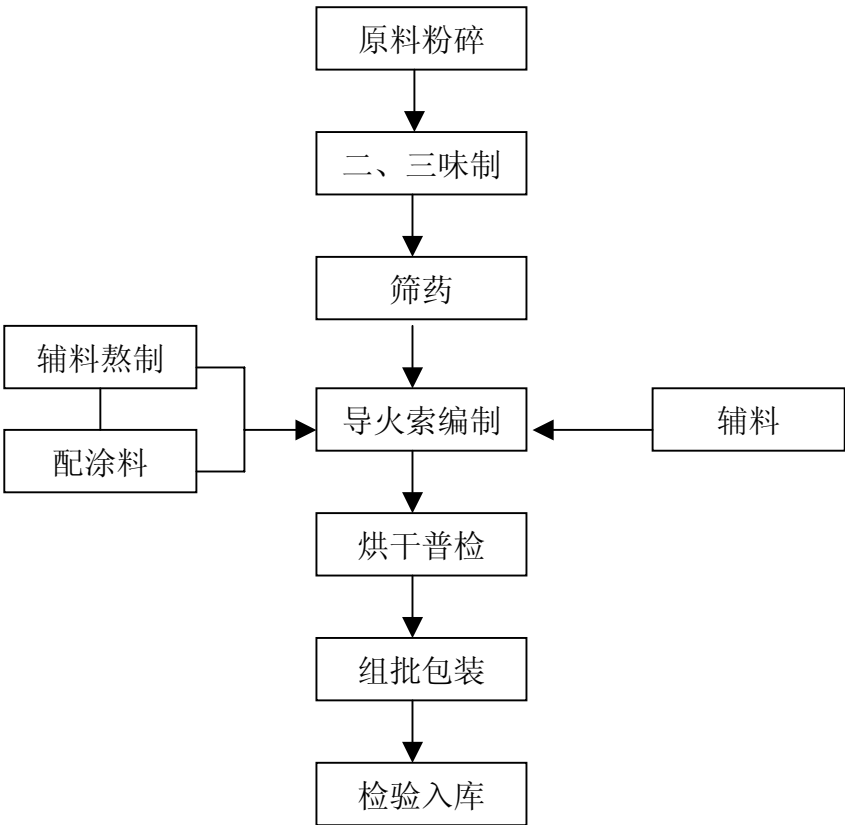 原料粉碎
二、三味制
筛药
辅料熬制
导火索编制
辅料
配涂料
烘干普检
组批包装
检验入库